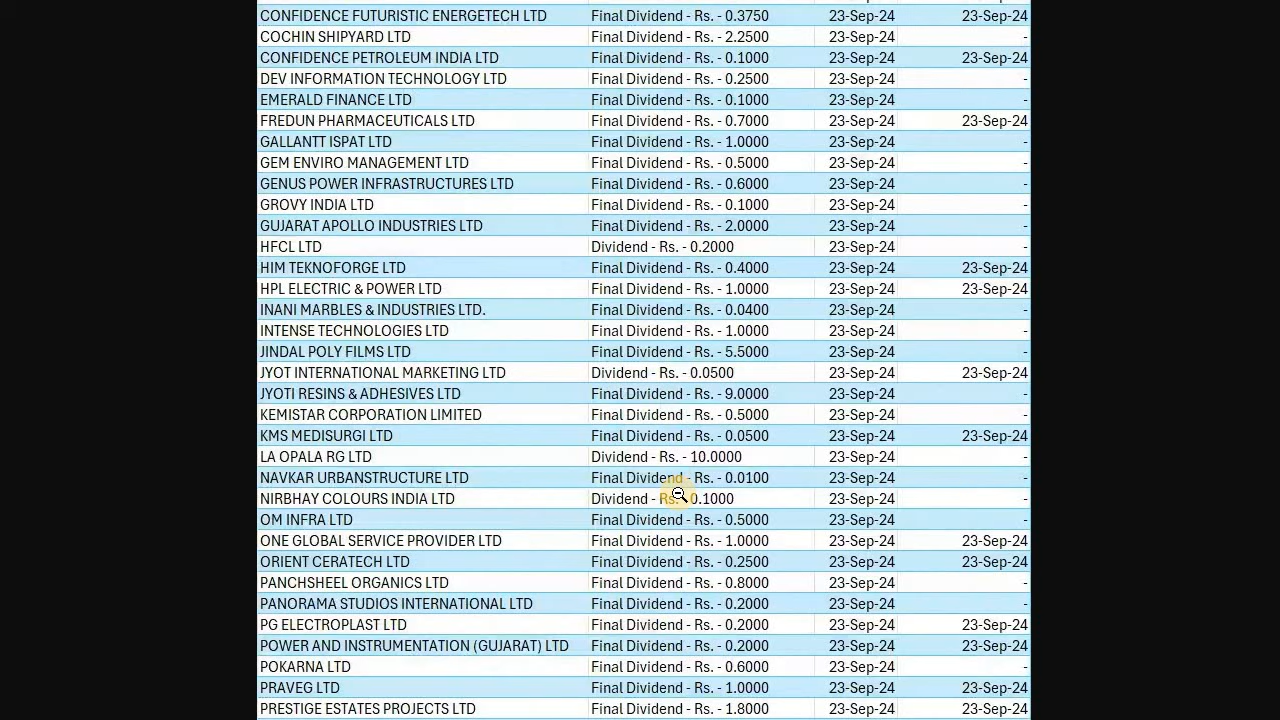 CONFIDENCE FUTURISTIC ENERGETECH LTD Final Dividend - Rs. - 0.3750 23-Sep-24 23-Sep-24
COCHIN SHIPYARD LTD Final Dividend - Rs. - 2.2500 23-Sep-24 -
CONFIDENCE PETROLEUM INDIA LTD Final Dividend - Rs. - 0.1000 23-Sep-24 23-Sep-24
DEV INFORMATION TECHNOLOGY LTD Final Dividend - Rs. - 0.2500 23-Sep-24 -
EMERALD FINANCE LTD Final Dividend - Rs. - 0.1000 23-Sep-24 -
FREDUN PHARMACEUTICALS LTD Final Dividend - Rs. - 0.7000 23-Sep-24 23-Sep-24
GALLANTT ISPAT LTD Final Dividend - Rs. - 1.0000 23-Sep-24 -
GEM ENVIRO MANAGEMENT LTD Final Dividend - Rs. - 0.5000 23-Sep-24 -
GENUS POWER INFRASTRUCTURES LTD Final Dividend - Rs. - 0.6000 23-Sep-24 -
GROVY INDIA LTD Final Dividend - Rs. - 0.1000 23-Sep-24 -
GUJARAT APOLLO INDUSTRIES LTD Final Dividend - Rs. - 2.0000 23-Sep-24 -
HFCL LTD Dividend - Rs. - 0.2000 23-Sep-24 -
HIM TEKNOFORGE LTD Final Dividend - Rs. - 0.4000 23-Sep-24 23-Sep-24
HPL ELECTRIC & POWER LTD Final Dividend - Rs. - 1.0000 23-Sep-24 23-Sep-24
INANI MARBLES & INDUSTRIES LTD. Final Dividend - Rs. - 0.0400 23-Sep-24 -
INTENSE TECHNOLOGIES LTD Final Dividend - Rs. - 1.0000 23-Sep-24 -
JINDAL POLY FILMS LTD Final Dividend - Rs. - 5.5000 23-Sep-24 -
JYOT INTERNATIONAL MARKETING LTD Dividend - Rs. - 0.0500 23-Sep-24 23-Sep-24
JYOTI RESINS & ADHESIVES LTD Final Dividend - Rs. - 9.0000 23-Sep-24 -
KEMISTAR CORPORATION LIMITED Final Dividend - Rs. - 0.5000 23-Sep-24 -
KMS MEDISURGI LTD Final Dividend - Rs. - 0.0500 23-Sep-24 23-Sep-24
LA OPALA RG LTD Dividend - Rs. - 10.0000 23-Sep-24 -
NAVKAR URBANSTRUCTURE LTD Final Dividend - Rs. - 0.0100 23-Sep-24 -
NIRBHAY COLOURS INDIA LTD Dividend - Rs. - 0.1000 23-Sep-24 -
OM INFRA LTD Final Dividend - Rs. - 0.5000 23-Sep-24 -
ONE GLOBAL SERVICE PROVIDER LTD Final Dividend - Rs. - 1.0000 23-Sep-24 23-Sep-24
ORIENT CERATECH LTD Final Dividend - Rs. - 0.2500 23-Sep-24 23-Sep-24
PANCHSHEEL ORGANICS LTD Final Dividend - Rs. - 0.8000 23-Sep-24 -
PANORAMA STUDIOS INTERNATIONAL LTD Final Dividend - Rs. - 0.2000 23-Sep-24 -
PG ELECTROPLAST LTD Final Dividend - Rs. - 0.2000 23-Sep-24 23-Sep-24
POWER AND INSTRUMENTATION (GUJARAT) LTD Final Dividend - Rs. - 0.2000 23-Sep-24 23-Sep-24
POKARNA LTD Final Dividend - Rs. - 0.6000 23-Sep-24 -
PRAVEG LTD Final Dividend - Rs. - 1.0000 23-Sep-24 23-Sep-24
PRESTIGE ESTATES PROJECTS LTD Final Dividend - Rs. - 1.8000 23-Sep-24 23-Sep-24